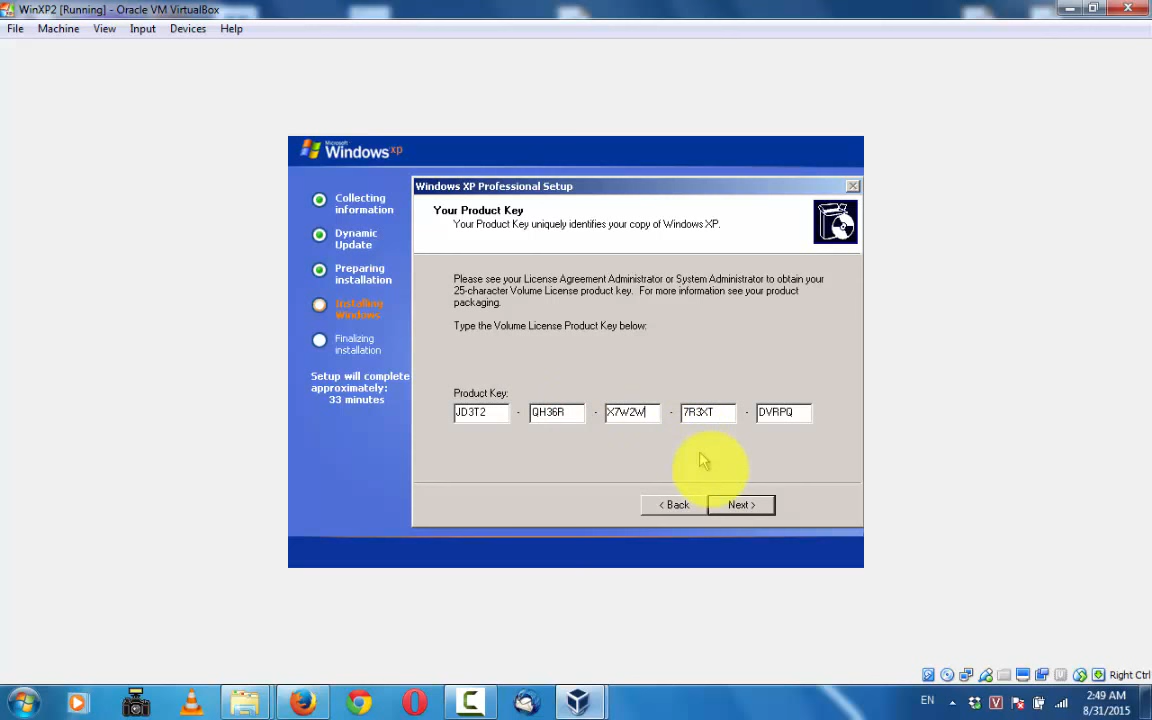 WinXP2 [Running] - Oracle VM VirtualBox
File Machine View Input Devices Help
Microsoft
Windows xp
Collecting
information
Dynamic
Update
Preparing
installation
Installing
Windows
Finalizing
installation
Setup will complete
approximately:
33 minutes
Windows XP Professional Setup
Your Product Key
Your Product Key uniquely identifies your copy of Windows XP.
Please see your License Agreement Administrator or System Administrator to obtain your
25-character Volume License product key. For more information see your product
packaging.
Type the Volume License Product Key below:
Product Key:
JD3T2 - QH36R - X7W2W - 7R3XT - DVRPQ
< Back Next >
Right Ctrl
EN
2:49 AM
8/31/2015